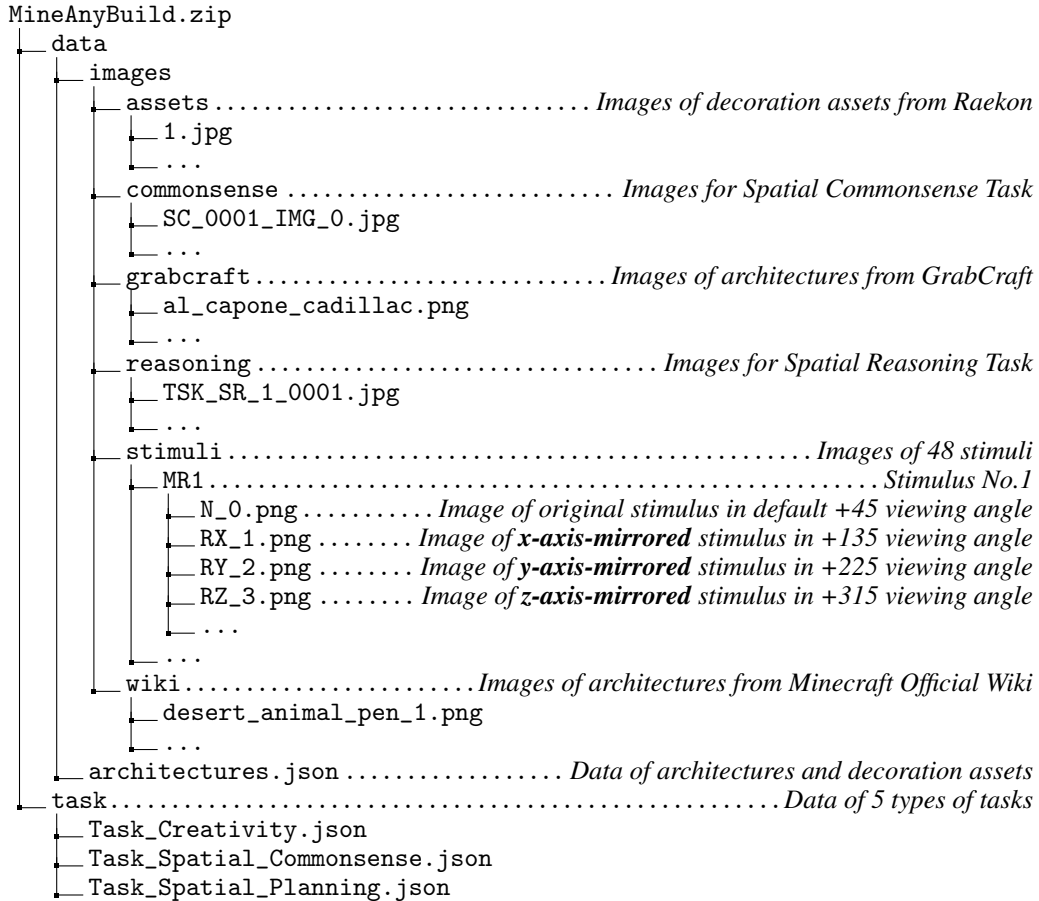 MineAnyBuild.zip
data
images
assets ............................... Images of decoration assets from Raekon
1.jpg
...
commonsense ........................... Images for Spatial Commonsense Task
SC_0001_IMG_0.jpg
...
grabcraft ............................. Images of architectures from GrabCraft
al_capone_cadillac.png
...
reasoning ................................. Images for Spatial Reasoning Task
TSK_SR_1_0001.jpg
...
stimuli ................................................ Images of 48 stimuli
MR1 ....................................................... Stimulus No.1
N_0.png ........... Image of original stimulus in default +45 viewing angle
RX_1.png ........ Image of x-axis-mirrored stimulus in +135 viewing angle
RY_2.png ......... Image of y-axis-mirrored stimulus in +225 viewing angle
RZ_3.png ........ Image of z-axis-mirrored stimulus in +315 viewing angle
...
...
wiki ........................ Images of architectures from Minecraft Official Wiki
desert_animal_pen_1.png
...
architectures.json .................. Data of architectures and decoration assets
task ....................................................... Data of 5 types of tasks
Task_Creativity.json
Task_Spatial_Commonsense.json
Task_Spatial_Planning.json